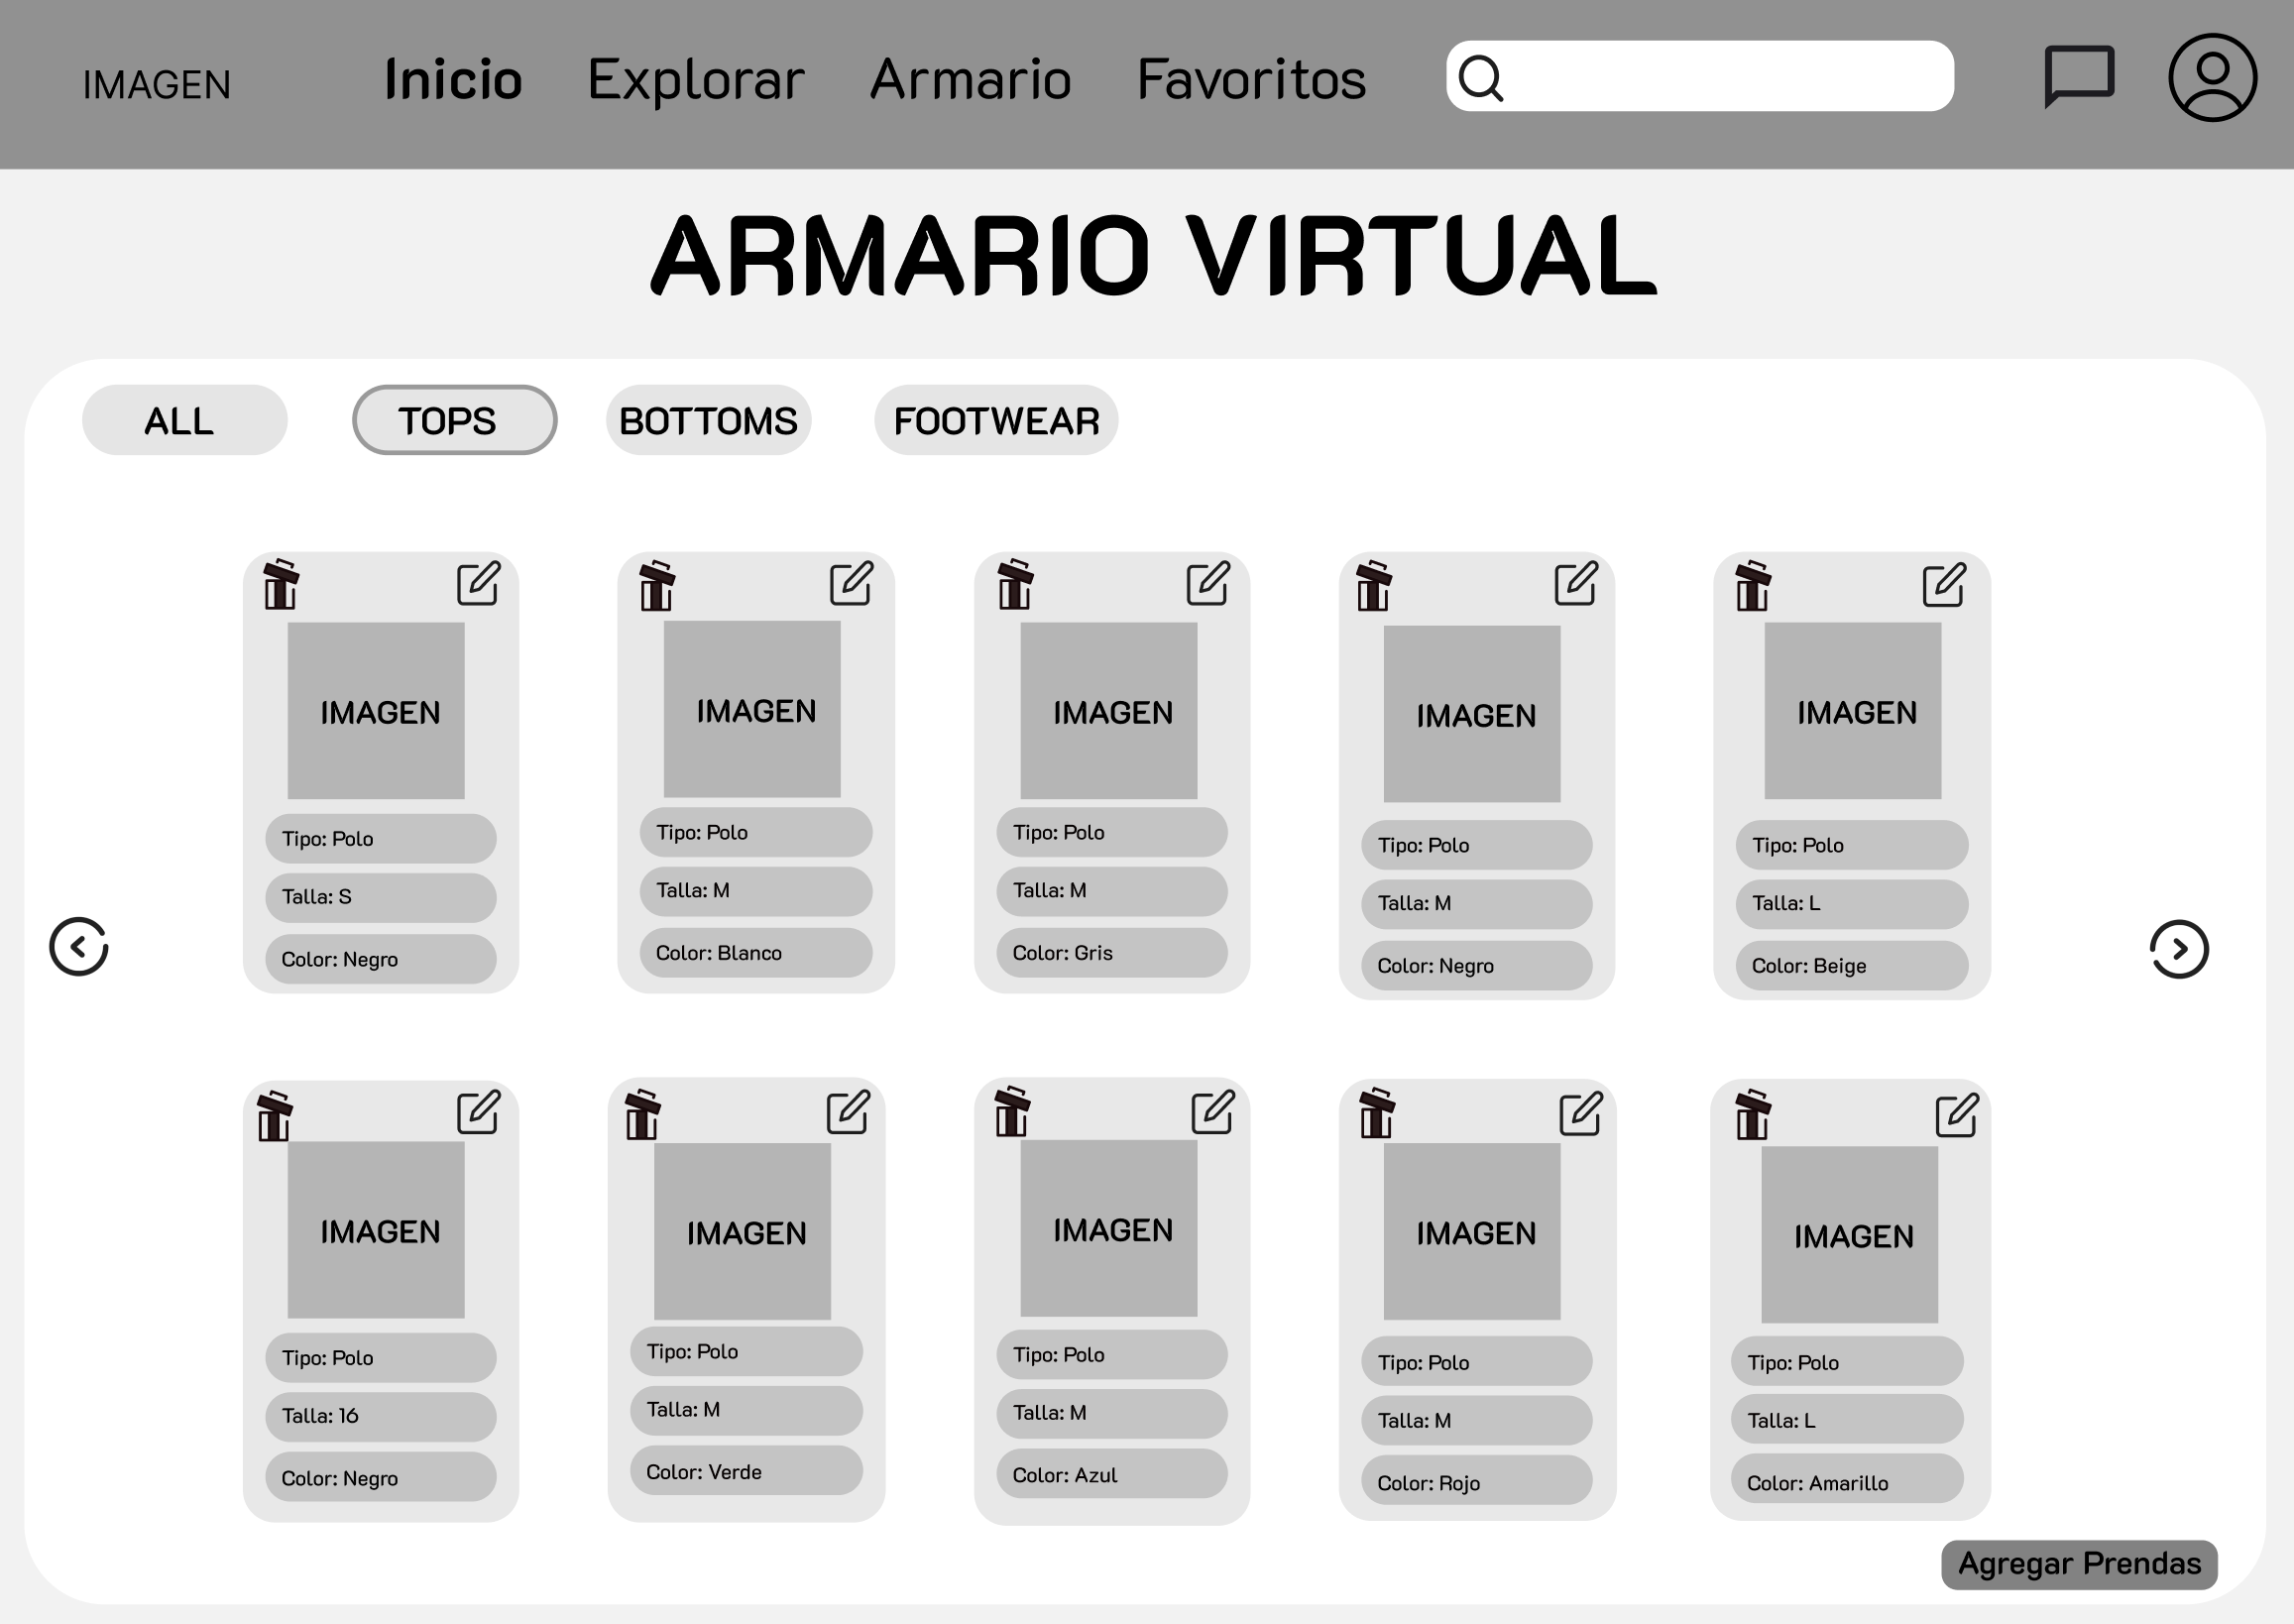 IMAGEN
Inicio
Explorar
Armario
Favoritos
ARMARIO VIRTUAL
ALL
TOPS
BOTTOMS
FOOTWEAR
IMAGEN
Tipo: Polo
Talla: S
Color: Negro
IMAGEN
Tipo: Polo
Talla: M
Color: Blanco
IMAGEN
Tipo: Polo
Talla: M
Color: Gris
IMAGEN
Tipo: Polo
Talla: M
Color: Negro
IMAGEN
Tipo: Polo
Talla: L
Color: Beige
IMAGEN
Tipo: Polo
Talla: 16
Color: Negro
IMAGEN
Tipo: Polo
Talla: M
Color: Verde
IMAGEN
Tipo: Polo
Talla: M
Color: Azul
IMAGEN
Tipo: Polo
Talla: M
Color: Rojo
IMAGEN
Tipo: Polo
Talla: L
Color: Amarillo
Agregar Prendas